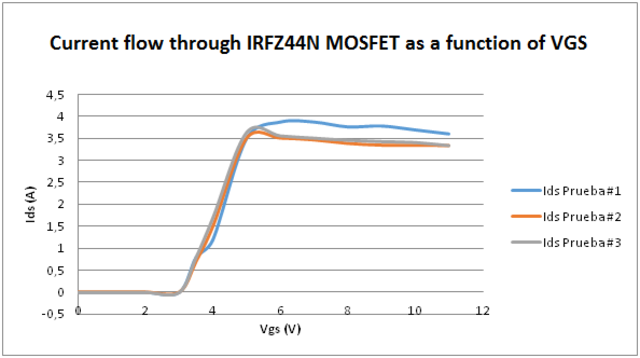 Current flow through IRFZ44N MOSFET as a function of VGS
4,5
4
3,5
3
2,5
2
1,5
1
0,5
0
-0,5
Ids (A)
0 2 4 6 8 10 12
Vgs (V)
Ids Prueba#1
Ids Prueba#2
Ids Prueba#3